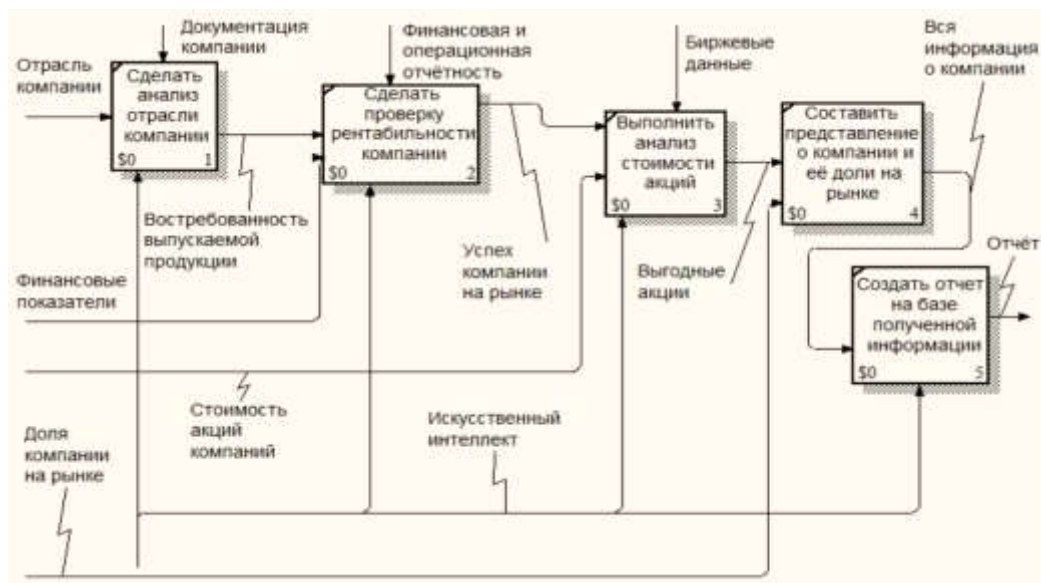 Документация
компании
Финансовая и
операционная
отчётность
Биржевые
данные
Вся
информация
о компании
Отрасль
компании
Сделать
анализ
отрасли
компании
$0 1
Сделать
проверку
рентабильности
компании
$0 2
Выполнить
анализ
стоимости
акций
$0 3
Составить
представление
о компании и
её доли на
рынке
$0 4
Востребованность
выпускаемой
продукции
Успех
компании
на рынке
Выгодные
акции
Отчёт
Финансовые
показатели
Создать отчет
на базе
полученной
информации
$0 5
Стоимость
акций
компаний
Искусственный
интеллект
Доля
компании
на рынке